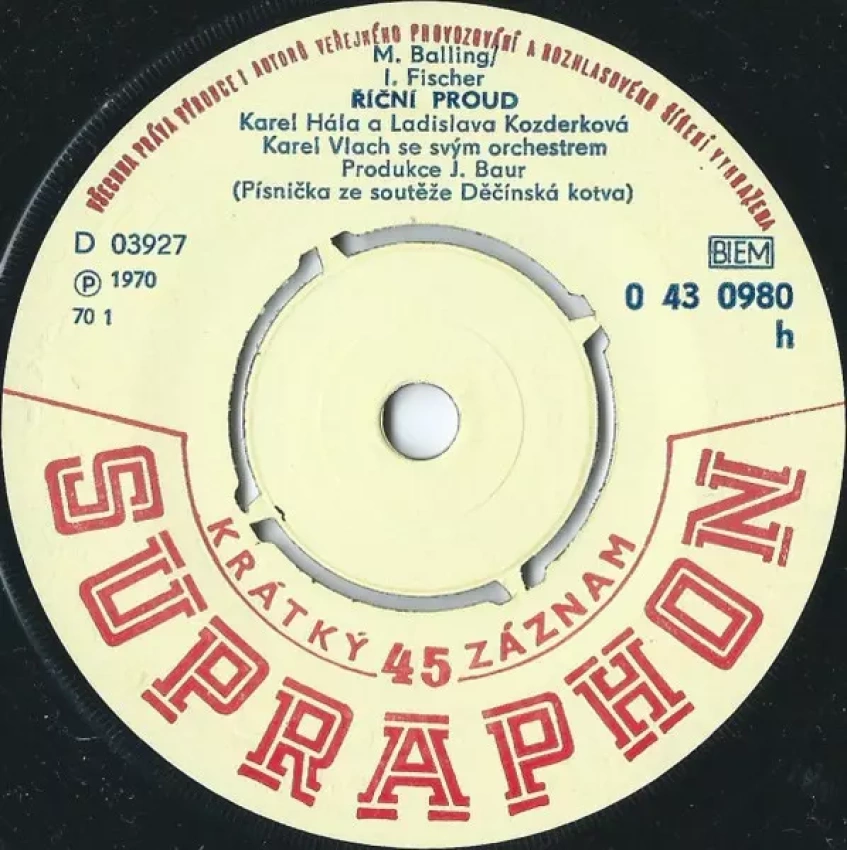 VŠECHNA PRÁVA VÝROBCE I AUTORŮ VEŘEJNÉHO PROVOZOVÁNÍ A ROZHLASOVÉHO ŠÍŘENÍ VYHRAŽENA
M. Balling/
I. Fischer
ŘÍČNÍ PROUD
Karel Hála a Ladislava Kozderková
Karel Vlach se svým orchestrem
Produkce J. Baur
(Písnička ze soutěže Děčínská kotva)
D 03927
℗ 1970
70 1
BIEM
0 43 0980
h
KRÁTKÝ 45 ZÁZNAM
SUPRAPHON